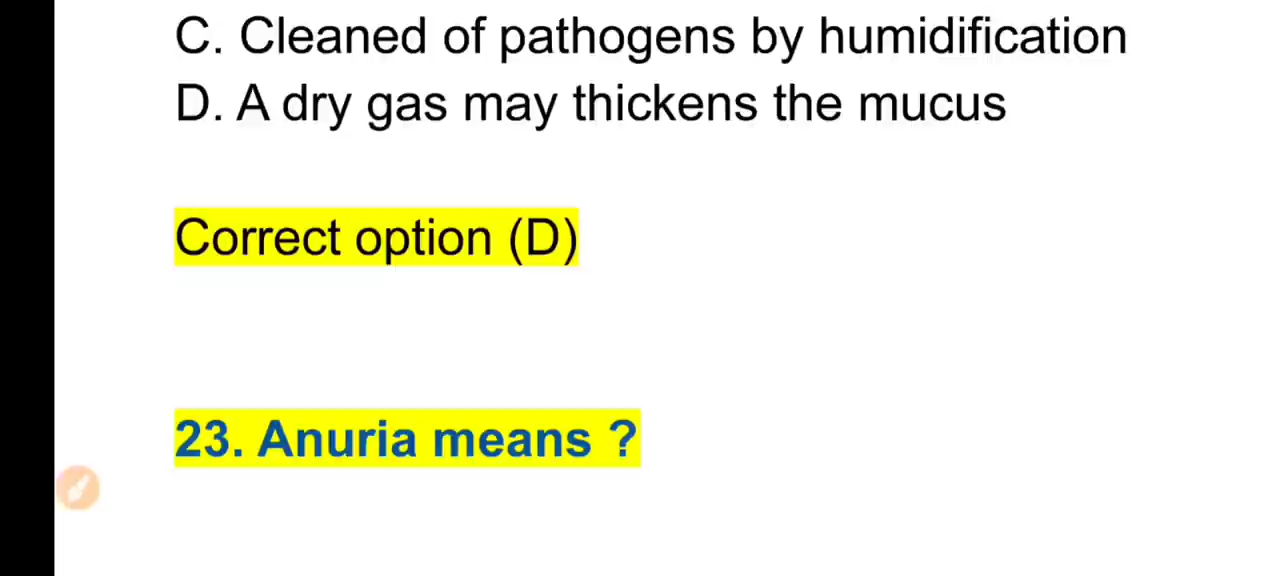 C. Cleaned of pathogens by humidification
D. A dry gas may thickens the mucus
Correct option (D)
23. Anuria means ?